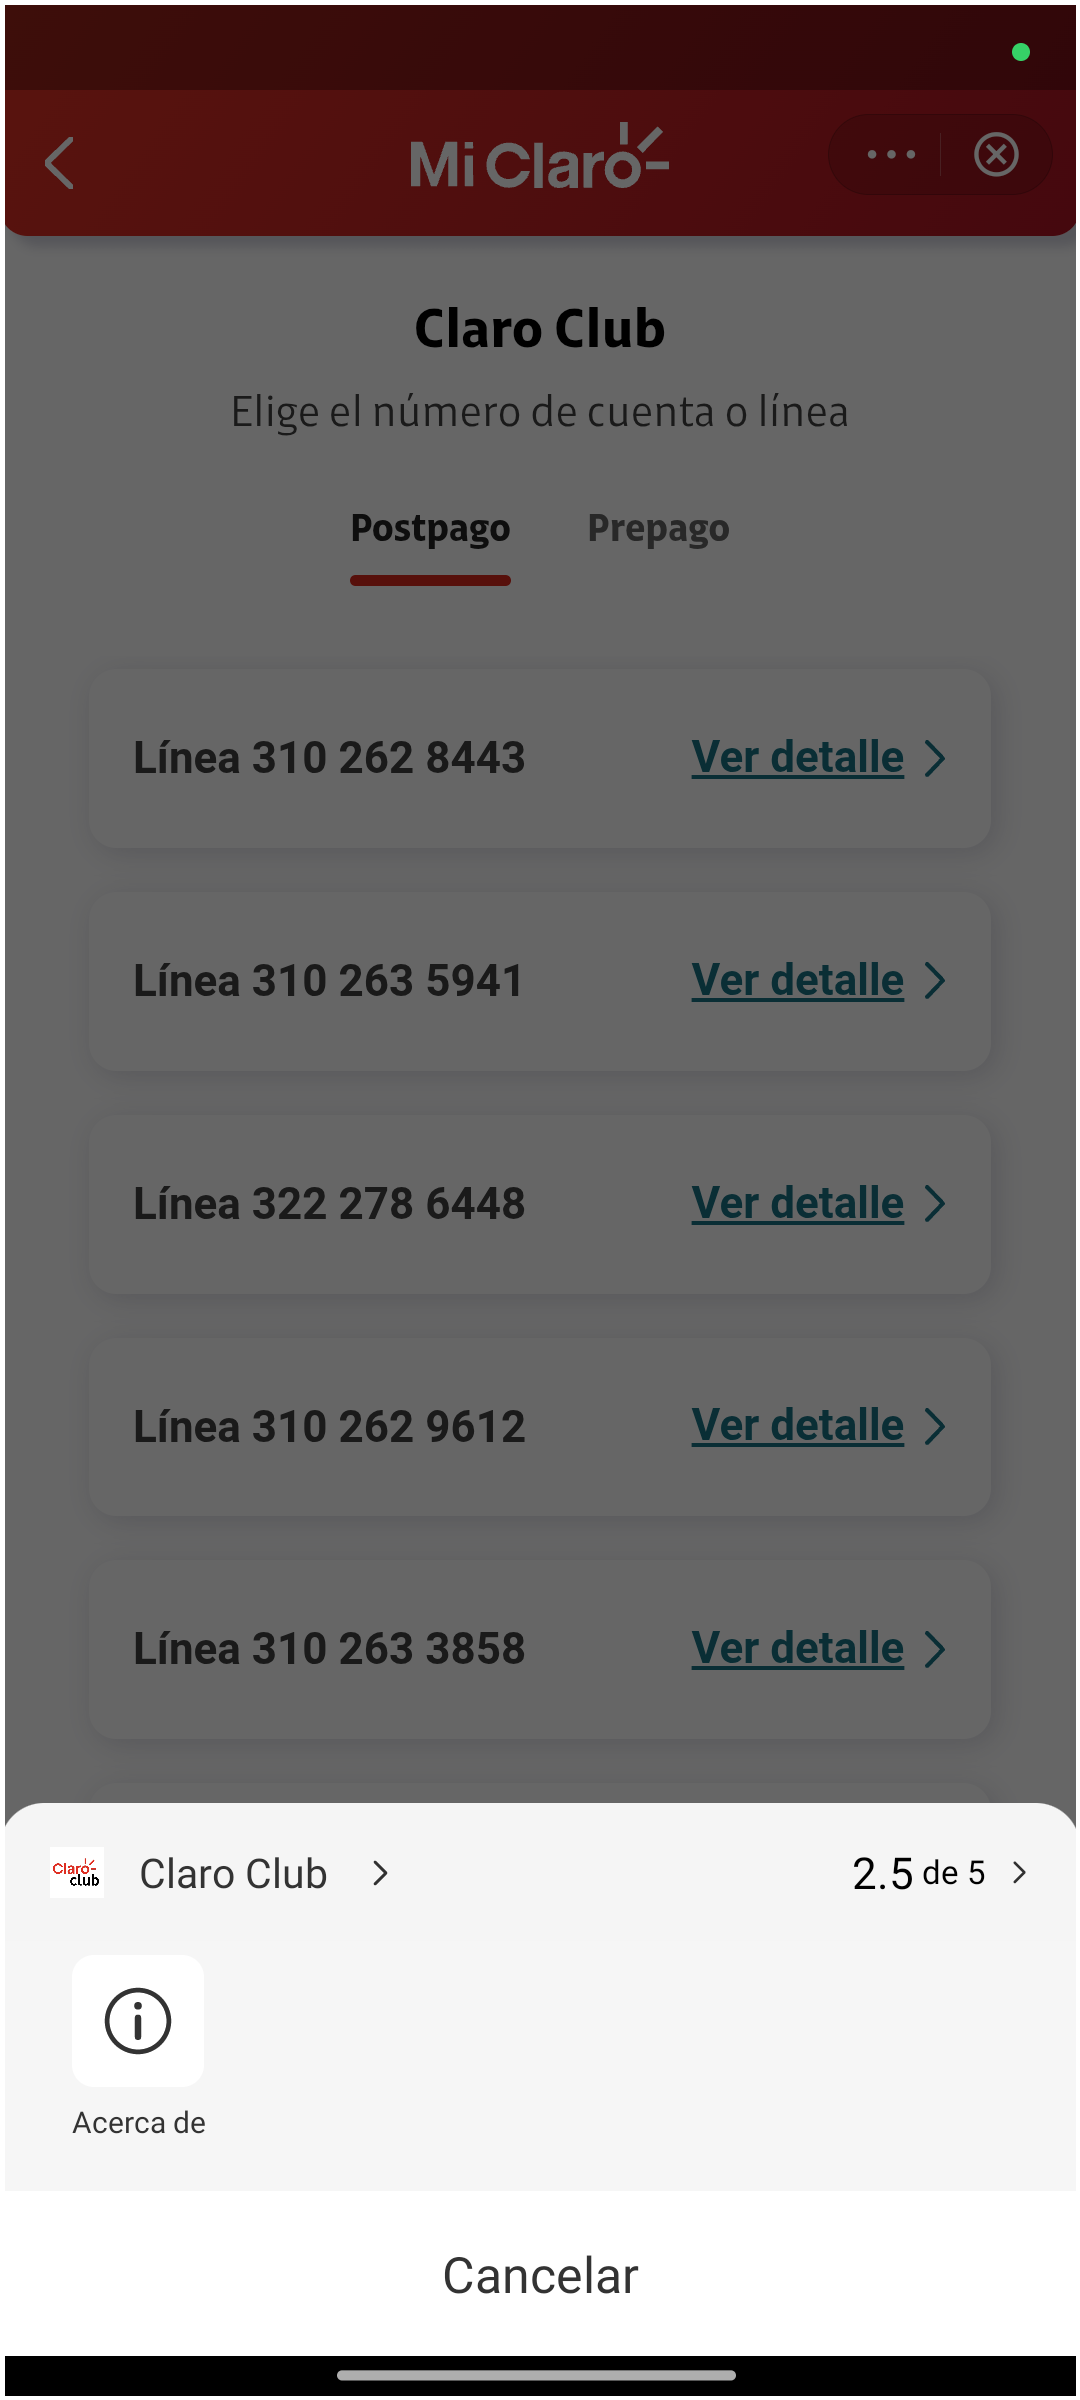 Mi Claro
Claro Club
Elige el número de cuenta o línea
Postpago Prepago
Línea 310 262 8443 Ver detalle
Línea 310 263 5941 Ver detalle
Línea 322 278 6448 Ver detalle
Línea 310 262 9612 Ver detalle
Línea 310 263 3858 Ver detalle
Claro
club
Claro Club 2.5 de 5
Acerca de
Cancelar